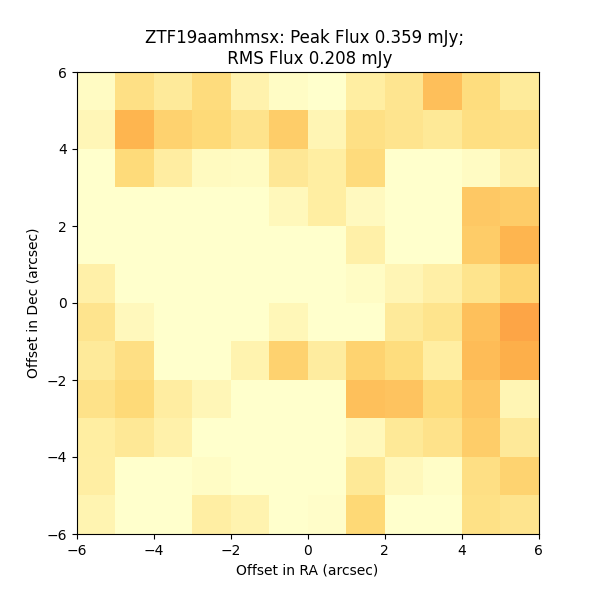 ZTF19aamhmsx: Peak Flux 0.359 mJy;
RMS Flux 0.208 mJy
6
4
2
0
−2
−4
−6
Offset in Dec (arcsec)
−6 −4 −2 0 2 4 6
Offset in RA (arcsec)